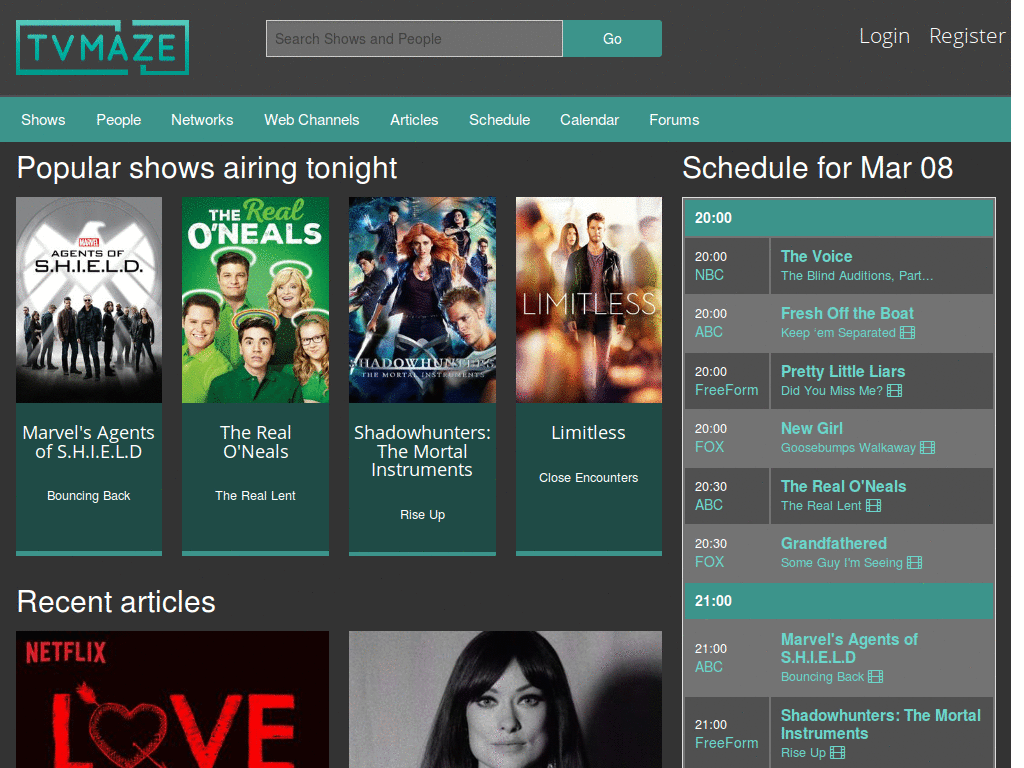 TVMAZE
Search Shows and People
Go
Login Register
Shows People Networks Web Channels Articles Schedule Calendar Forums
Popular shows airing tonight
MARVEL
AGENTS OF
S.H.I.E.L.D.
Marvel's Agents
of S.H.I.E.L.D
Bouncing Back
THE Real
O'NEALS
The Real
O'Neals
The Real Lent
SHADOWHUNTERS
THE MORTAL INSTRUMENTS
Shadowhunters:
The Mortal
Instruments
Rise Up
LIMITLESS
Limitless
Close Encounters
Recent articles
NETFLIX
LOVE
Schedule for Mar 08
20:00
20:00
NBC
The Voice
The Blind Auditions, Part...
20:00
ABC
Fresh Off the Boat
Keep 'em Separated
20:00
FreeForm
Pretty Little Liars
Did You Miss Me?
20:00
FOX
New Girl
Goosebumps Walkaway
20:30
ABC
The Real O'Neals
The Real Lent
20:30
FOX
Grandfathered
Some Guy I'm Seeing
21:00
21:00
ABC
Marvel's Agents of
S.H.I.E.L.D
Bouncing Back
21:00
FreeForm
Shadowhunters: The Mortal
Instruments
Rise Up